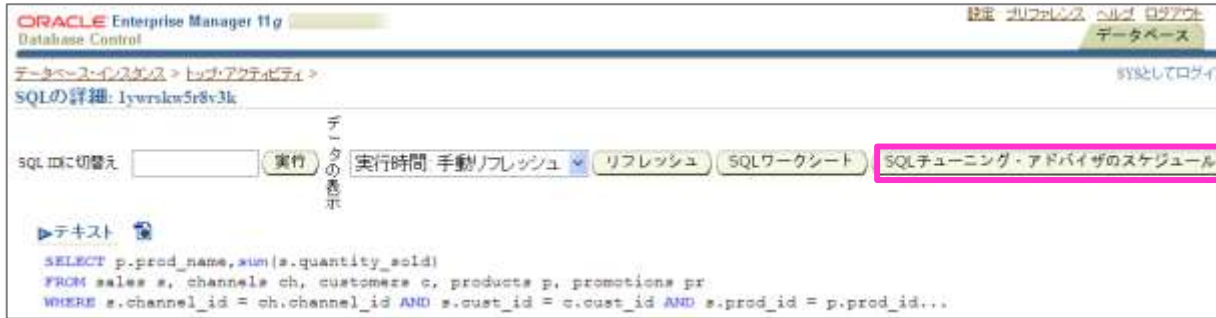 ORACLE Enterprise Manager 11g
Database Control
設定 プリファレンス ヘルプ ログアウト
データベース
データベース・インスタンス > トップ・アクティビティ >
SYSとしてログイ
SQLの詳細: 1ywrskw5r8v3k
SQL IDに切替え 実行 データの表示 実行時間: 手動リフレッシュ リフレッシュ SQLワークシート SQLチューニング・アドバイザのスケジュール
テキスト
SELECT p.prod_name,sum(s.quantity_sold)
FROM sales s, channels ch, customers c, products p, promotions pr
WHERE s.channel_id = ch.channel_id AND s.cust_id = c.cust_id AND s.prod_id = p.prod_id...